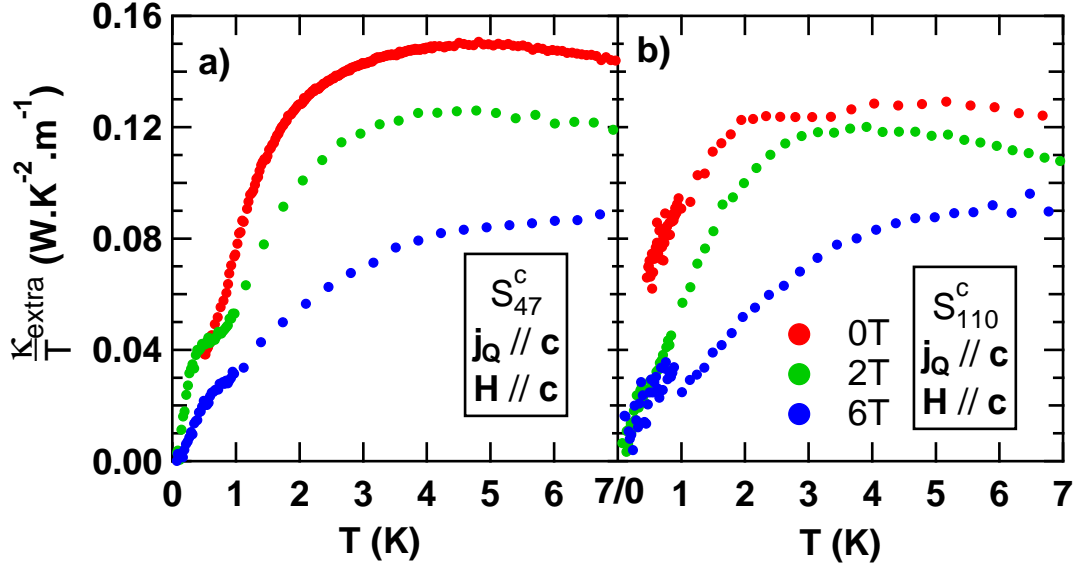 κextra/T (W.K-2.m-1)
0.16
0.12
0.08
0.04
0.00
a)
S47c
jQ // c
H // c
0 1 2 3 4 5 6 7/0 1 2 3 4 5 6 7
T (K)
b)
0T
2T
6T
S110c
jQ // c
H // c
T (K)